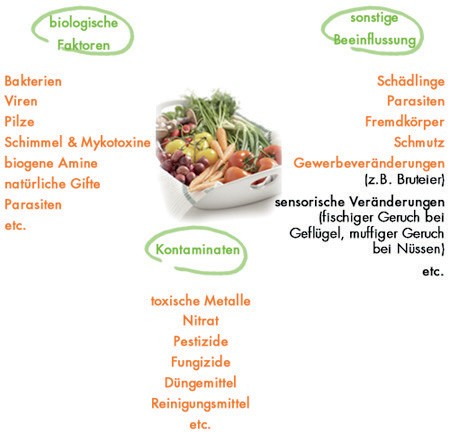 biologische
Faktoren
Bakterien
Viren
Pilze
Schimmel & Mykotoxine
biogene Amine
natürliche Gifte
Parasiten
etc.
sonstige
Beeinflussung
Schädlinge
Parasiten
Fremdkörper
Schmutz
Gewerbeveränderungen
(z.B. Bruteier)
sensorische Veränderungen
(fischiger Geruch bei
Geflügel, muffiger Geruch
bei Nüssen)
etc.
Kontaminaten
toxische Metalle
Nitrat
Pestizide
Fungizide
Düngemittel
Reinigungsmittel
etc.